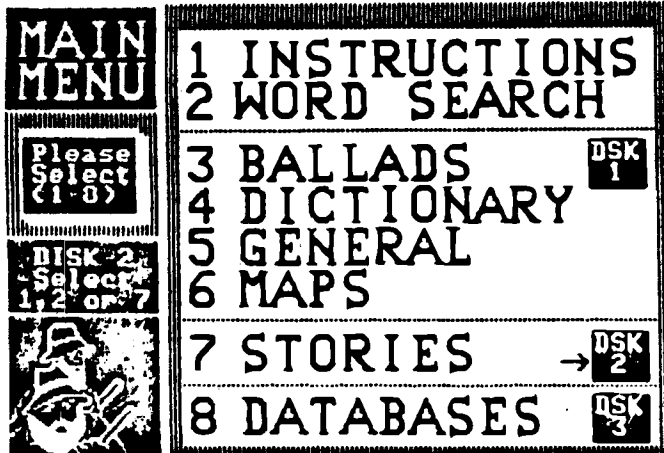 MAIN
MENU
Please
Select
(1-8)
DISK 2
Select
1,2 or 7
1 INSTRUCTIONS
2 WORD SEARCH
3 BALLADS
DSK
1
4 DICTIONARY
5 GENERAL
6 MAPS
7 STORIES
→ DSK
2
8 DATABASES
DSK
3